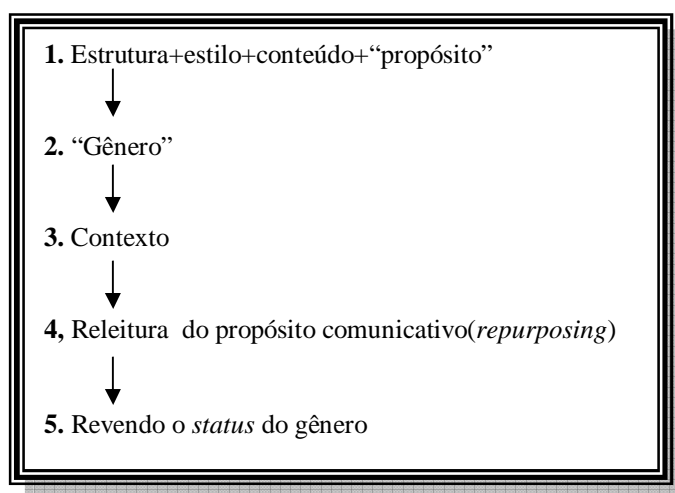 1. Estrutura+estilo+conteúdo+“propósito”
2. “Gênero”
3. Contexto
4, Releitura do propósito comunicativo(repurposing)
5. Revendo o status do gênero